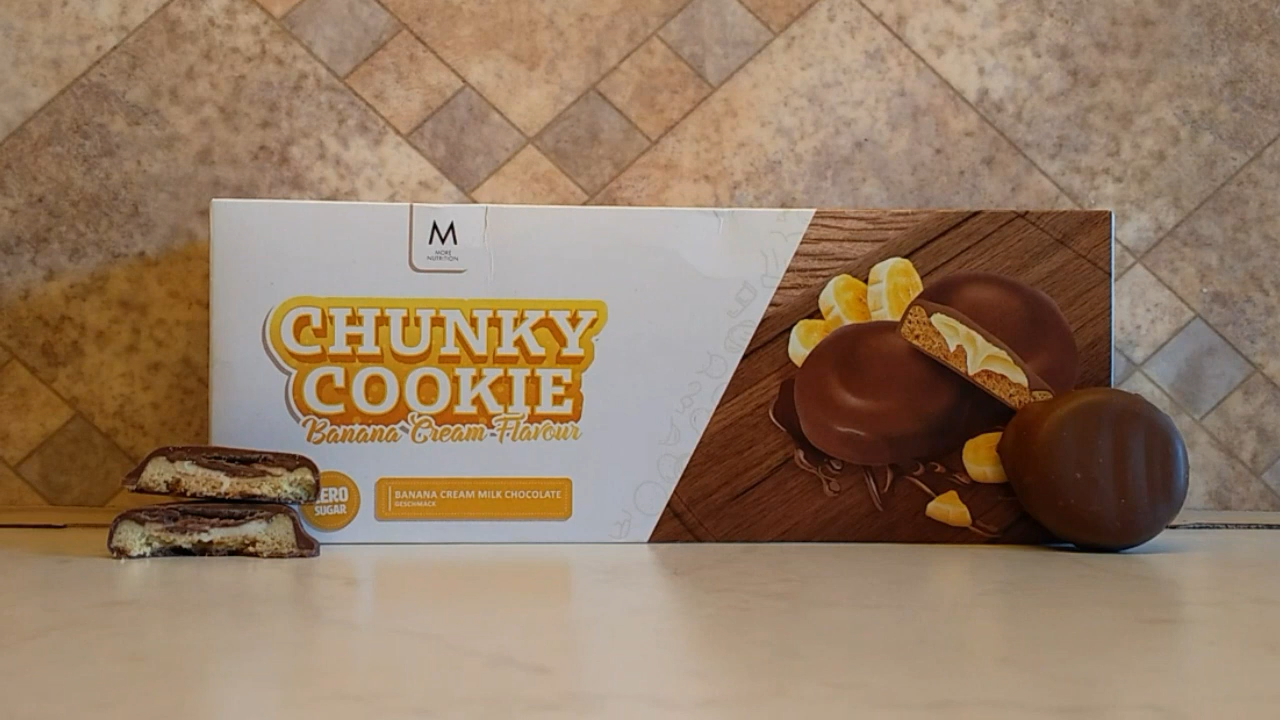 M
MORE
NUTRITION
CHUNKY
COOKIE
Banana Cream Flavour
SUGAR
BANANA CREAM MILK CHOCOLATE
GESCHMACK